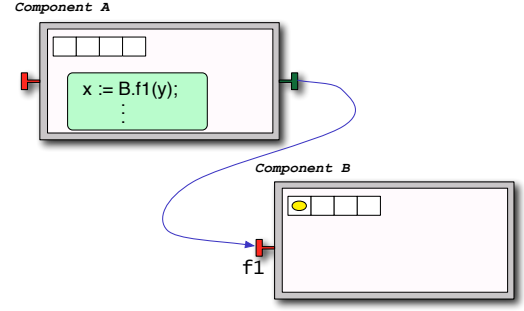 Component A
x := B.f1(y);
⋮
Component B
f1